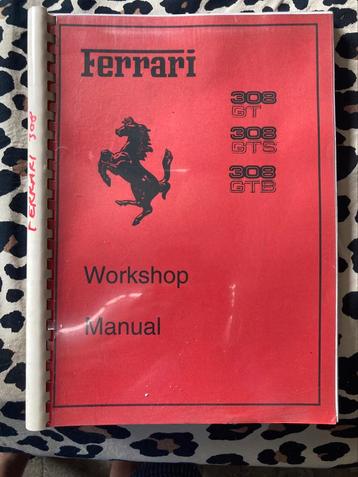 Ferrari
308
GT
308
GTS
308
GTB
Workshop
Manual
FERRARI 308